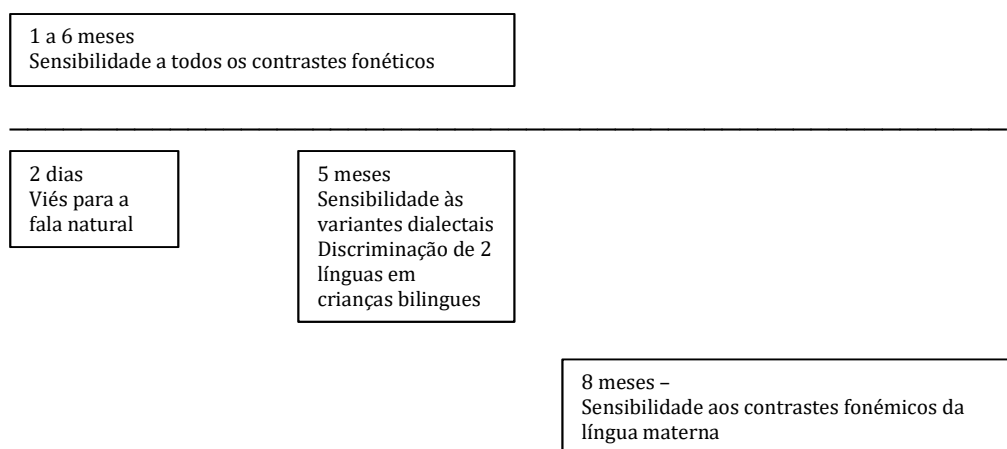 1 a 6 meses
Sensibilidade a todos os contrastes fonéticos
2 dias
Viés para a
fala natural
5 meses
Sensibilidade às
variantes dialectais
Discriminação de 2
línguas em
crianças bilingues
8 meses –
Sensibilidade aos contrastes fonémicos da
língua materna